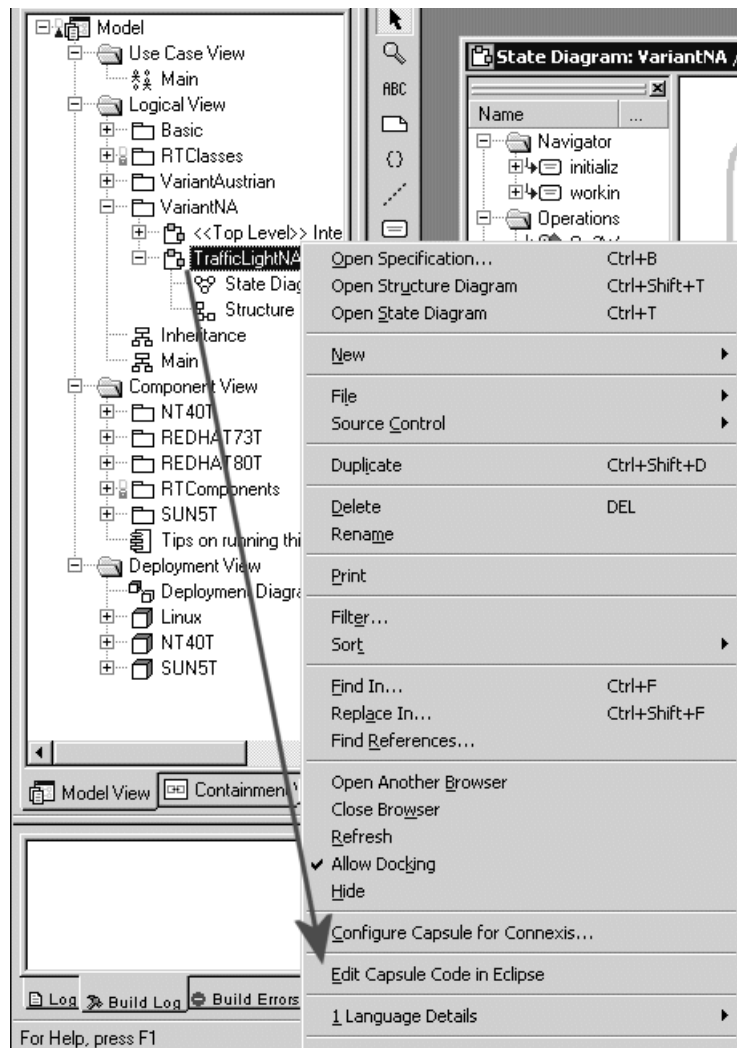 Model
Use Case View
Main
Logical View
Basic
RTClasses
VariantAustrian
VariantNA
<<Top Level>> Inte
TrafficLightNA
State Diag
Structure
Inheritance
Main
Component View
NT40T
REDHAT73T
REDHAT80T
RTComponents
SUN5T
Tips on running thi
Deployment View
Deployment Diagra
Linux
NT40T
SUN5T
Model View
Containment
Log
Build Log
Build Errors
For Help, press F1
ABC
State Diagram: VariantNA /
Name ...
Navigator
initializ
workin
Operations
Open Specification... Ctrl+B
Open Structure Diagram Ctrl+Shift+T
Open State Diagram Ctrl+T
New
File
Source Control
Duplicate Ctrl+Shift+D
Delete DEL
Rename
Print
Filter...
Sort
Find In... Ctrl+F
Replace In... Ctrl+Shift+F
Find References...
Open Another Browser
Close Browser
Refresh
Allow Docking
Hide
Configure Capsule for Connexis...
Edit Capsule Code in Eclipse
1 Language Details